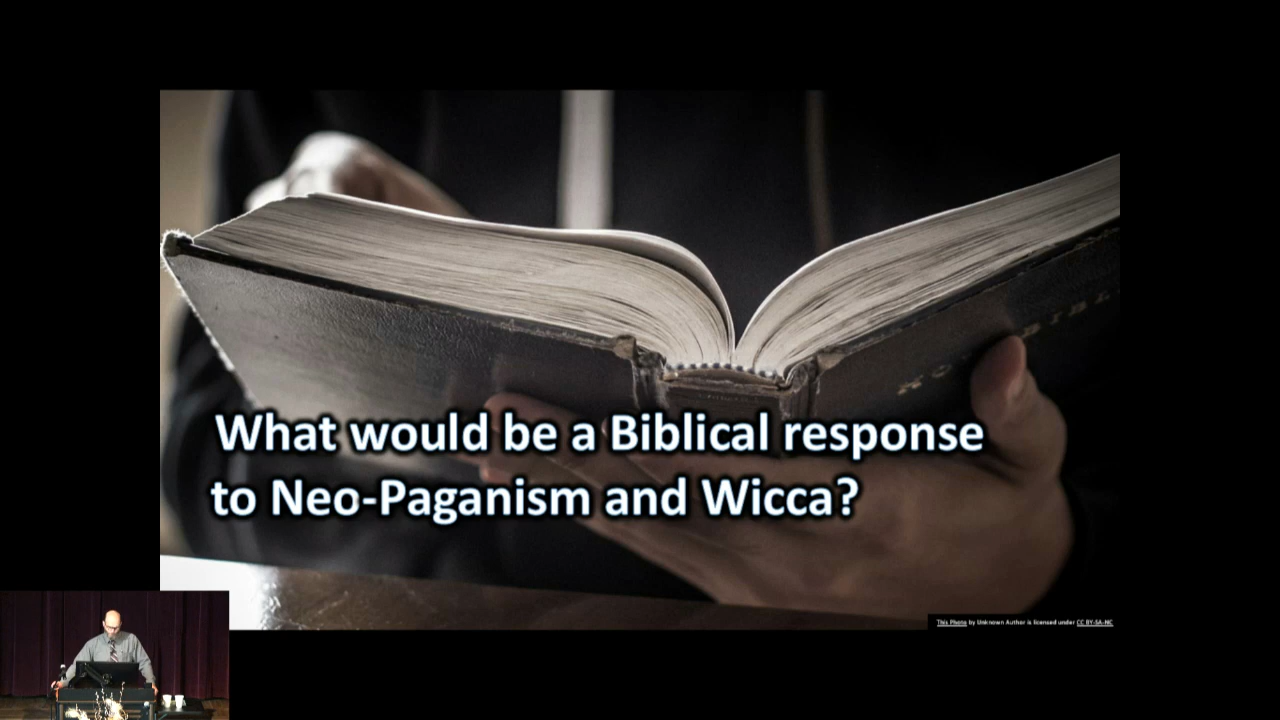 What would be a Biblical response
to Neo-Paganism and Wicca?
This Photo by Unknown Author is licensed under CC BY-SA-NC